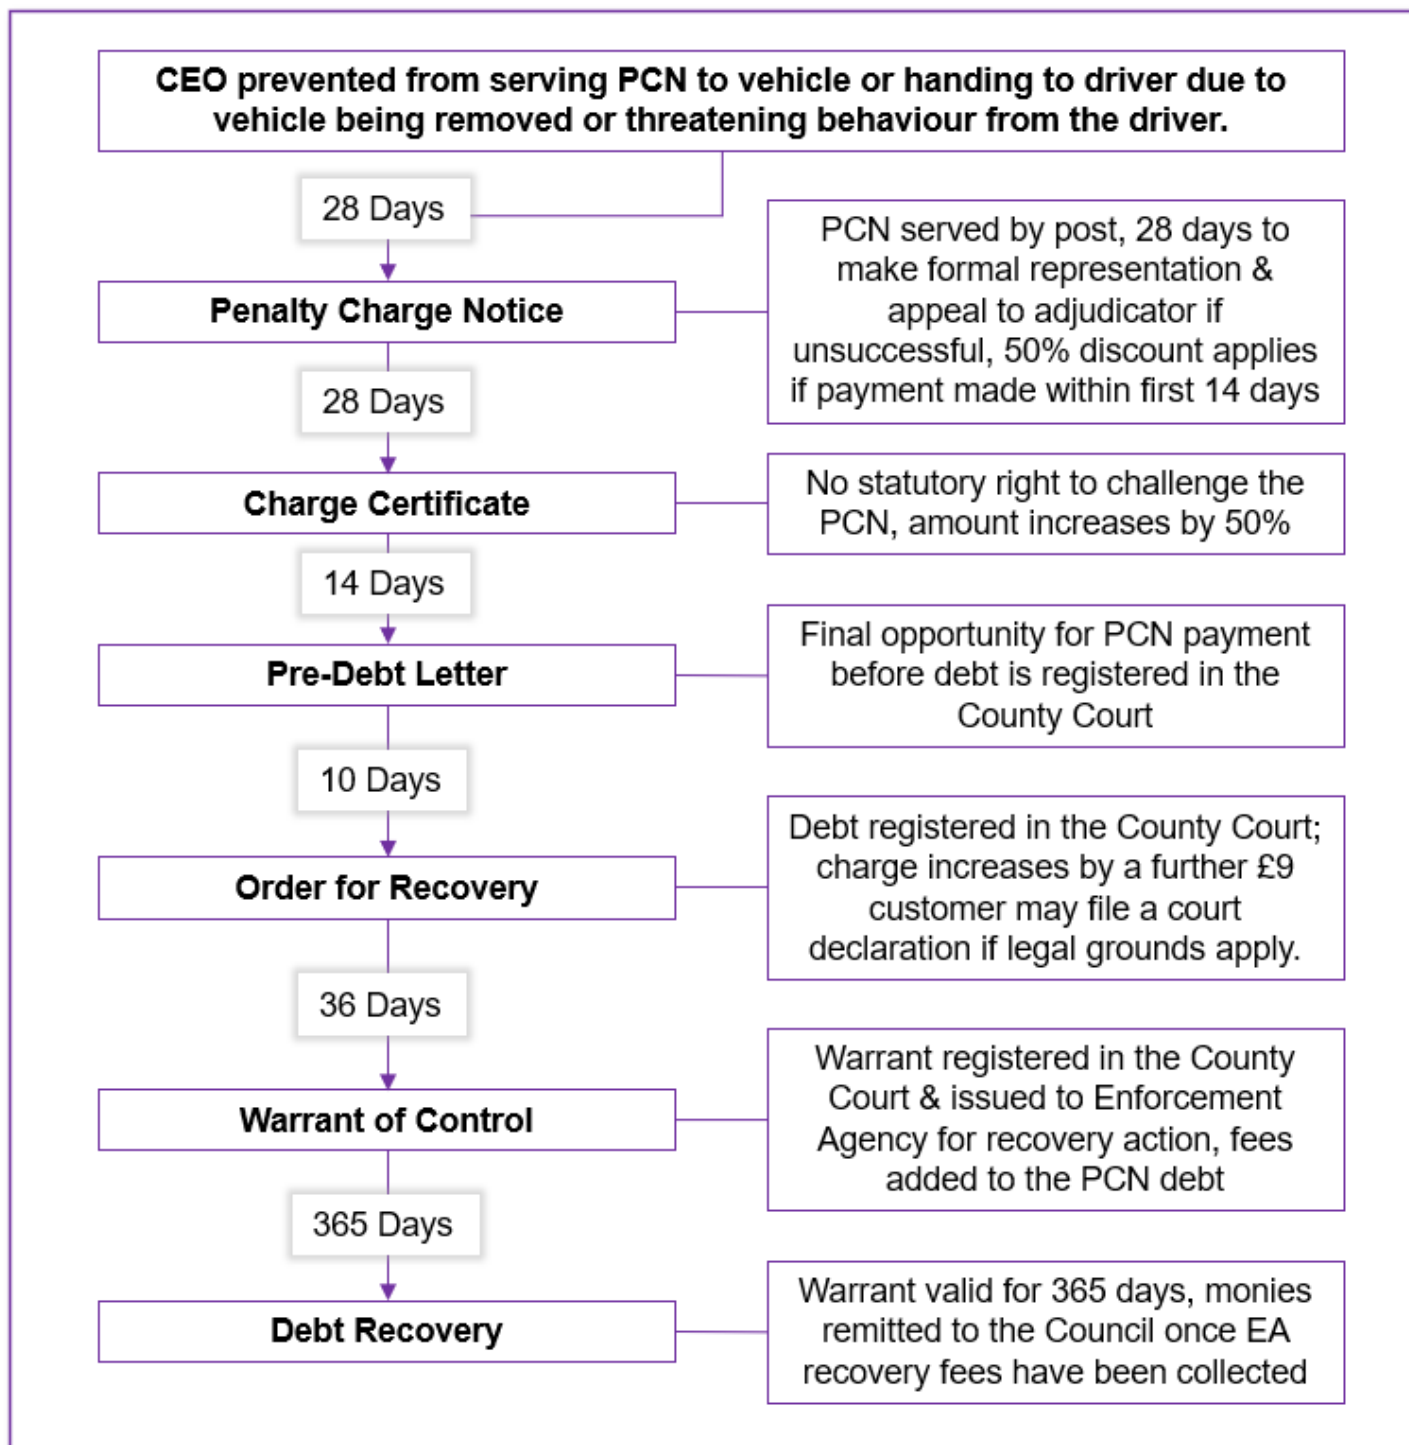 CEO prevented from serving PCN to vehicle or handing to driver due to
vehicle being removed or threatening behaviour from the driver.
28 Days
Penalty Charge Notice
PCN served by post, 28 days to
make formal representation &
appeal to adjudicator if
unsuccessful, 50% discount applies
if payment made within first 14 days
28 Days
Charge Certificate
No statutory right to challenge the
PCN, amount increases by 50%
14 Days
Pre-Debt Letter
Final opportunity for PCN payment
before debt is registered in the
County Court
10 Days
Order for Recovery
Debt registered in the County Court;
charge increases by a further £9
customer may file a court
declaration if legal grounds apply.
36 Days
Warrant of Control
Warrant registered in the County
Court & issued to Enforcement
Agency for recovery action, fees
added to the PCN debt
365 Days
Debt Recovery
Warrant valid for 365 days, monies
remitted to the Council once EA
recovery fees have been collected